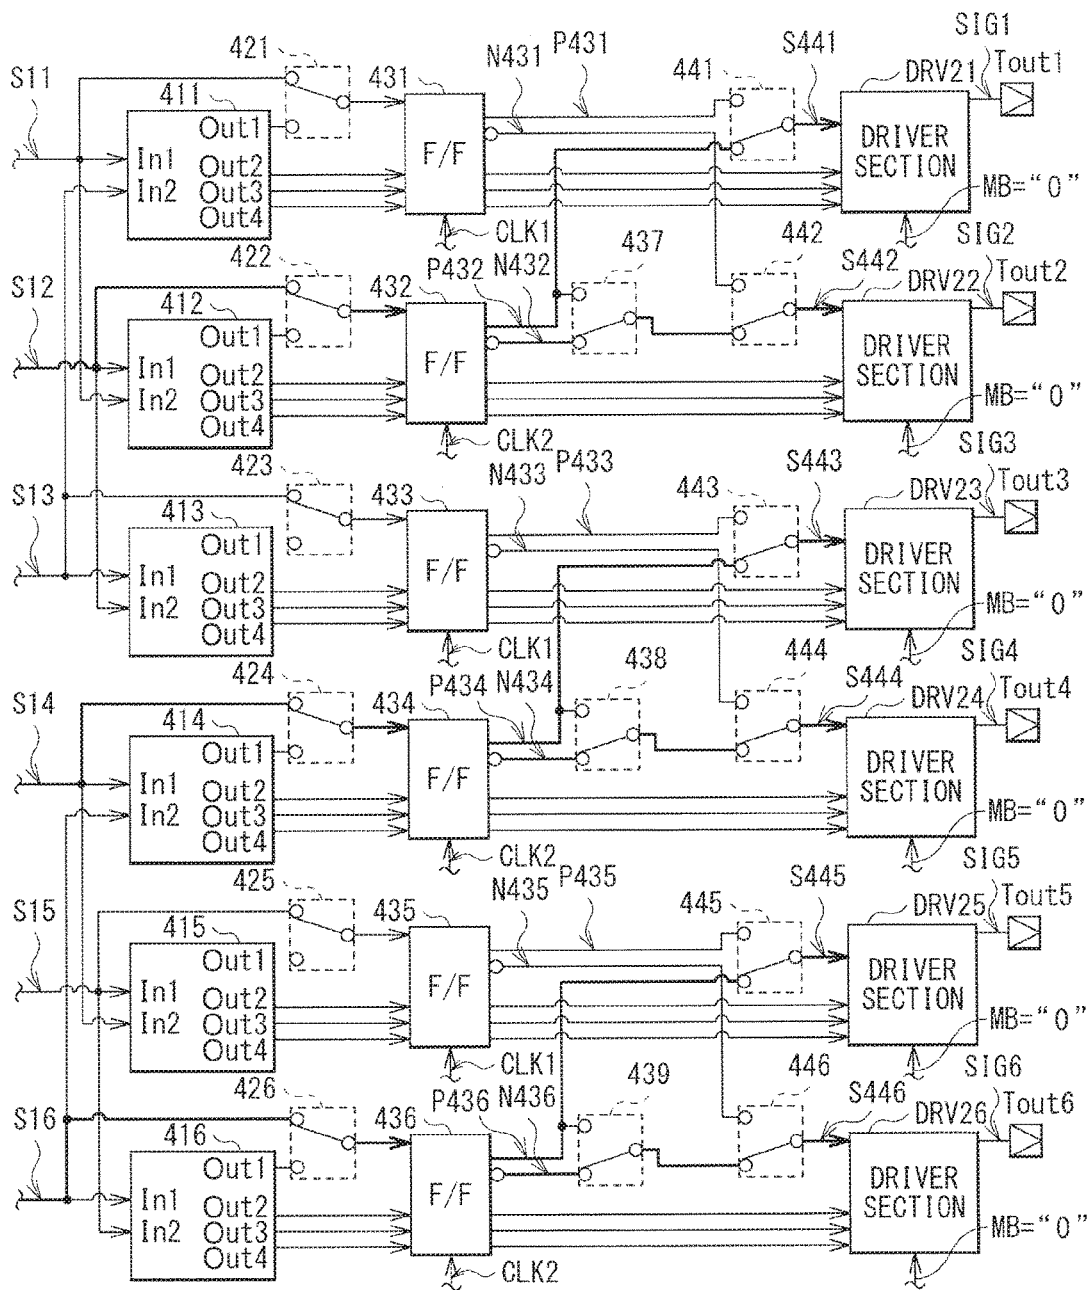 SIG1
P431
S441
N431
421
431
441
DRV21
Tout1
S11
411
Out1
In1
In2
Out2
Out3
Out4
F/F
DRIVER
SECTION
MB="0"
CLK1
SIG2
422
P432
N432
437
442
S442
DRV22
Tout2
S12
412
432
Out1
In1
In2
Out2
Out3
Out4
F/F
DRIVER
SECTION
MB="0"
CLK2
SIG3
423
N433
P433
S443
443
DRV23
Tout3
S13
413
433
Out1
In1
In2
Out2
Out3
Out4
F/F
DRIVER
SECTION
MB="0"
CLK1
SIG4
424
P434
N434
438
444
S444
DRV24
Tout4
S14
414
434
Out1
In1
In2
Out2
Out3
Out4
F/F
DRIVER
SECTION
MB="0"
CLK2
SIG5
425
N435
P435
S445
445
DRV25
Tout5
S15
415
435
Out1
In1
In2
Out2
Out3
Out4
F/F
DRIVER
SECTION
MB="0"
CLK1
SIG6
426
P436
N436
439
446
S446
DRV26
Tout6
S16
416
436
Out1
In1
In2
Out2
Out3
Out4
F/F
DRIVER
SECTION
MB="0"
CLK2